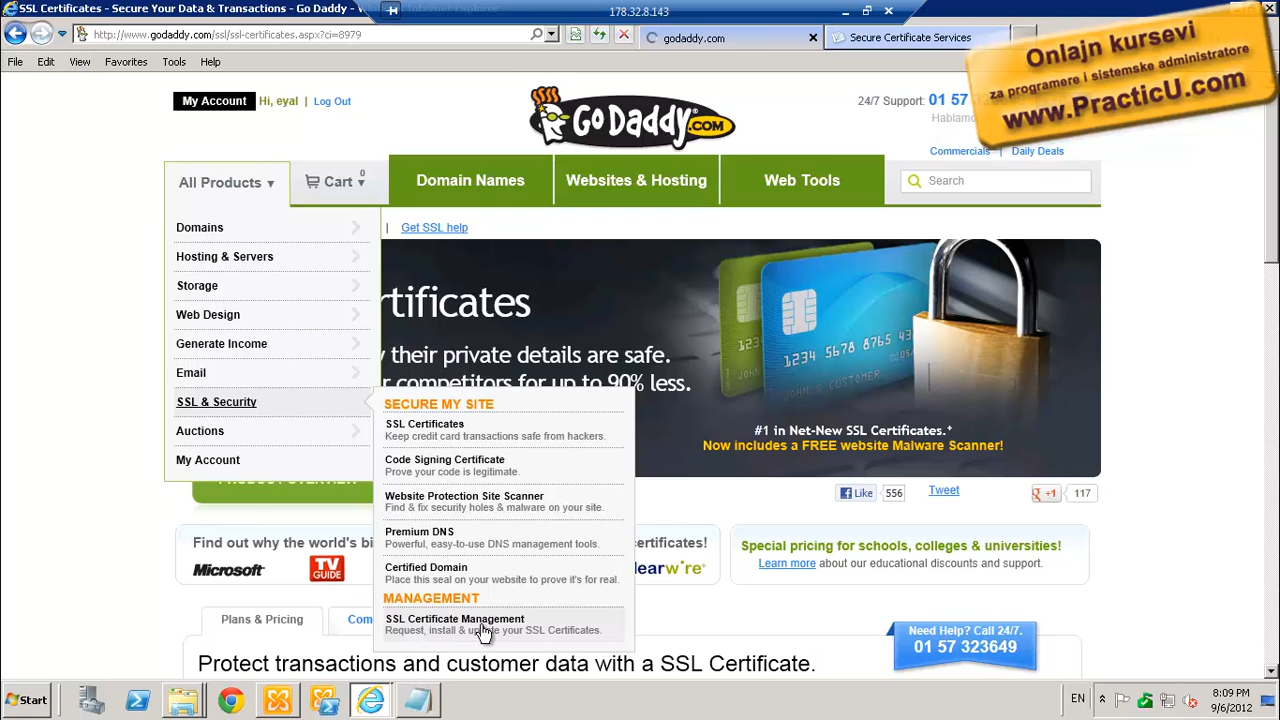 SSL Certificates - Secure Your Data & Transactions - Go Daddy -
178.32.8.143
http://www.godaddy.com/ssl/ssl-certificates.aspx?ci=8979
godaddy.com
Secure Certificate Services
File Edit View Favorites Tools Help
Onlajn kursevi
za programere i sistemske administratore
www.PracticU.com
My Account Hi, eyal | Log Out
GoDaddy.COM
24/7 Support: 01 57
Commercials | Daily Deals
All Products
Cart 0
Domain Names
Websites & Hosting
Web Tools
Search
Domains
Hosting & Servers
Storage
Web Design
Generate Income
Email
SSL & Security
Auctions
My Account
| Get SSL help
rtificates
y their private details are safe.
r competitors for up to 90% less.
1234 5678 8765
#1 in Net-New SSL Certificates.†
Now includes a FREE website Malware Scanner!
SECURE MY SITE
SSL Certificates
Keep credit card transactions safe from hackers.
Code Signing Certificate
Prove your code is legitimate.
Website Protection Site Scanner
Find & fix security holes & malware on your site.
Premium DNS
Powerful, easy-to-use DNS management tools.
Certified Domain
Place this seal on your website to prove it's for real.
MANAGEMENT
SSL Certificate Management
Request, install & update your SSL Certificates.
PRODUCT OVERVIEW
Like 556
Tweet
+1 117
Find out why the world's bi
ertificates!
Microsoft
TV GUIDE
learwire
Special pricing for schools, colleges & universities!
Learn more about our educational discounts and support.
Plans & Pricing
Com
Need Help? Call 24/7.
01 57 323649
Protect transactions and customer data with a SSL Certificate.
Start
EN
8:09 PM
9/6/2012